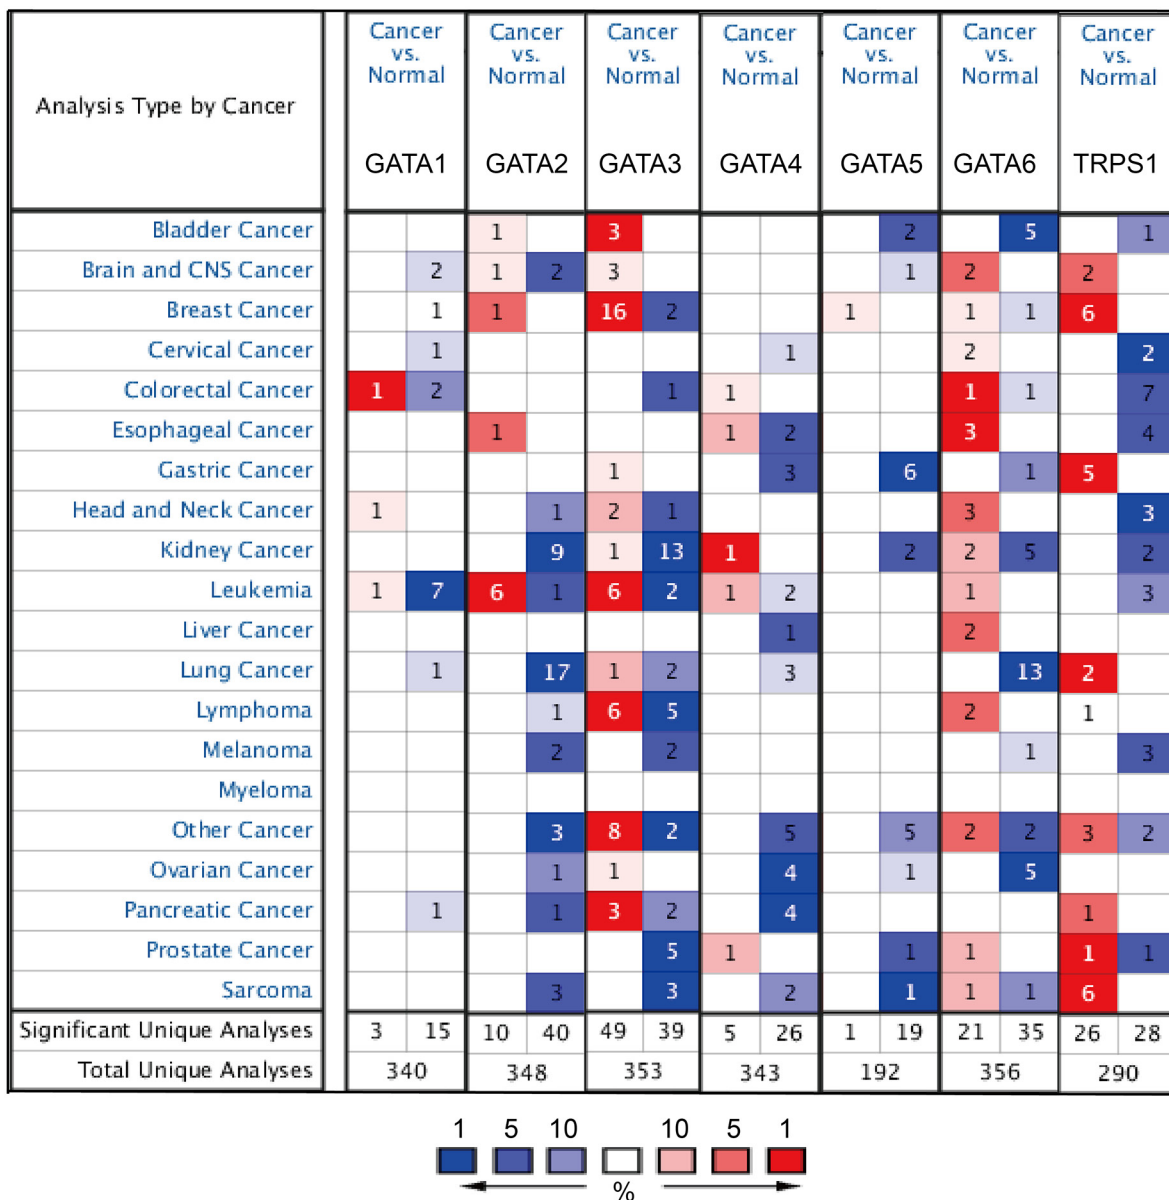 Analysis Type by Cancer
Cancer vs. Normal Cancer vs. Normal Cancer vs. Normal Cancer vs. Normal Cancer vs. Normal Cancer vs. Normal Cancer vs. Normal
GATA1 GATA2 GATA3 GATA4 GATA5 GATA6 TRPS1
Bladder Cancer 1 3 2 5 1
Brain and CNS Cancer 2 1 2 3 1 2 2
Breast Cancer 1 1 16 2 1 1 1 6
Cervical Cancer 1 1 2 2
Colorectal Cancer 1 2 1 1 1 1 7
Esophageal Cancer 1 1 2 3 4
Gastric Cancer 1 3 6 1 5
Head and Neck Cancer 1 1 2 1 3 3
Kidney Cancer 9 1 13 1 2 2 5 2
Leukemia 1 7 6 1 6 2 1 2 1 3
Liver Cancer 1 2
Lung Cancer 1 17 1 2 3 13 2
Lymphoma 1 6 5 2 1
Melanoma 2 2 1 3
Myeloma
Other Cancer 3 8 2 5 5 2 2 3 2
Ovarian Cancer 1 1 4 1 5
Pancreatic Cancer 1 1 3 2 4 1
Prostate Cancer 5 1 1 1 1 1
Sarcoma 3 3 2 1 1 1 6
Significant Unique Analyses 3 15 10 40 49 39 5 26 1 19 21 35 26 28
Total Unique Analyses 340 348 353 343 192 356 290
1 5 10 10 5 1
%